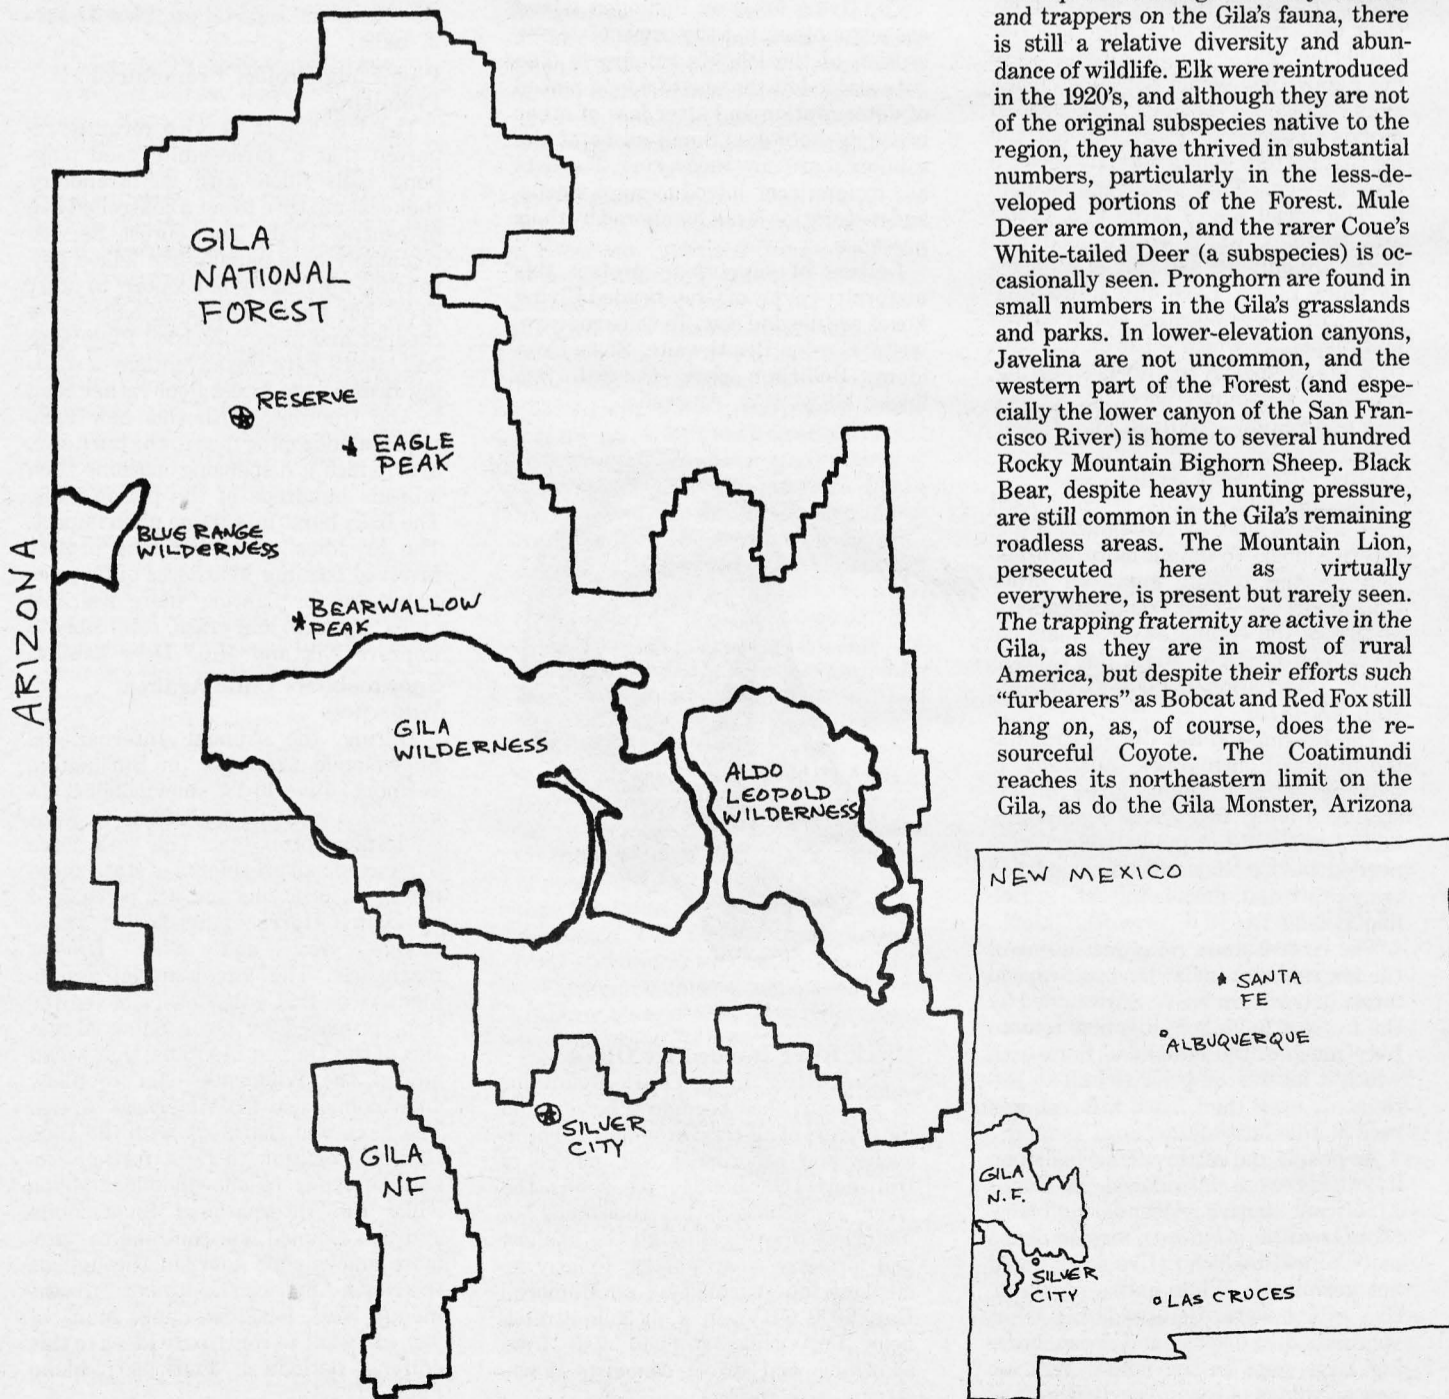 GILA
NATIONAL
FOREST
RESERVE
EAGLE
PEAK
BLUE RANGE
WILDERNESS
ARIZONA
BEARWALLOW
PEAK
GILA
WILDERNESS
ALDO
LEOPOLD
WILDERNESS
SILVER
CITY
GILA
NF
and trappers on the Gila's fauna, there
is still a relative diversity and abun-
dance of wildlife. Elk were reintroduced
in the 1920's, and although they are not
of the original subspecies native to the
region, they have thrived in substantial
numbers, particularly in the less-de-
veloped portions of the Forest. Mule
Deer are common, and the rarer Coue's
White-tailed Deer (a subspecies) is oc-
casionally seen. Pronghorn are found in
small numbers in the Gila's grasslands
and parks. In lower-elevation canyons,
Javelina are not uncommon, and the
western part of the Forest (and espe-
cially the lower canyon of the San Fran-
cisco River) is home to several hundred
Rocky Mountain Bighorn Sheep. Black
Bear, despite heavy hunting pressure,
are still common in the Gila's remaining
roadless areas. The Mountain Lion,
persecuted here as virtually
everywhere, is present but rarely seen.
The trapping fraternity are active in the
Gila, as they are in most of rural
America, but despite their efforts such
"furbearers" as Bobcat and Red Fox still
hang on, as, of course, does the re-
sourceful Coyote. The Coatimundi
reaches its northeastern limit on the
Gila, as do the Gila Monster, Arizona
NEW MEXICO
SANTA
FE
ALBUQUERQUE
GILA
N.F.
SILVER
CITY
LAS CRUCES